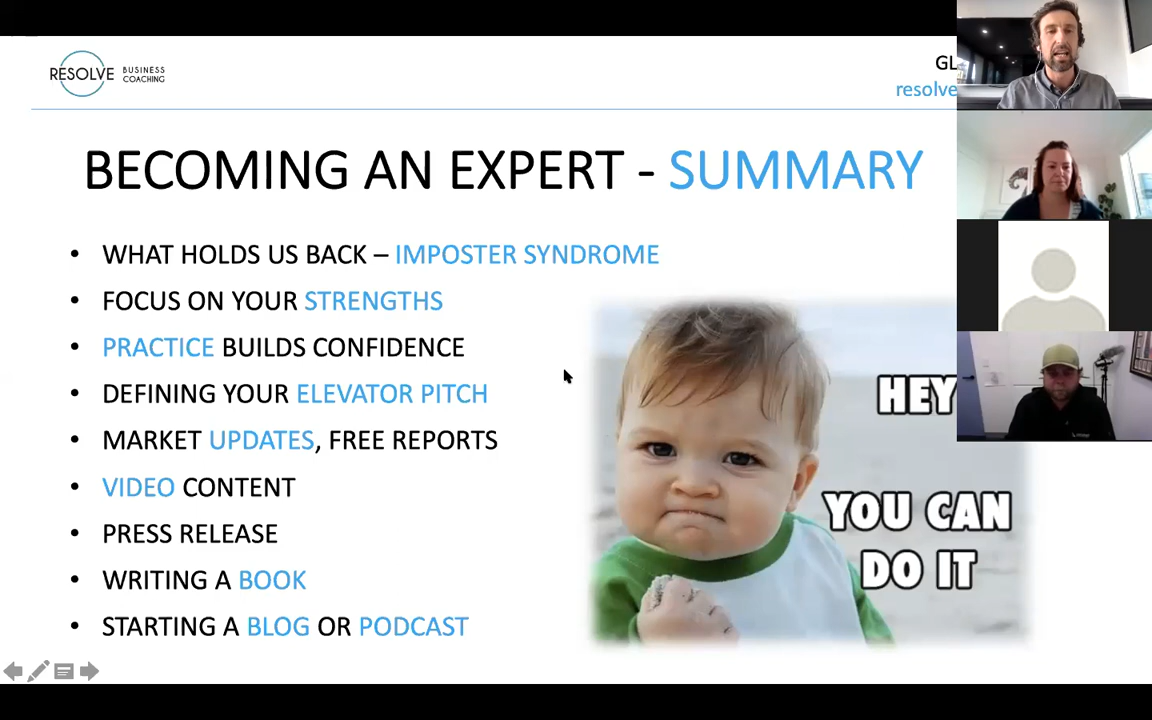 RESOLVE BUSINESS COACHING
GL
resolve
BECOMING AN EXPERT - SUMMARY
• WHAT HOLDS US BACK – IMPOSTER SYNDROME
• FOCUS ON YOUR STRENGTHS
• PRACTICE BUILDS CONFIDENCE
• DEFINING YOUR ELEVATOR PITCH
• MARKET UPDATES, FREE REPORTS
• VIDEO CONTENT
• PRESS RELEASE
• WRITING A BOOK
• STARTING A BLOG OR PODCAST
HEY
YOU CAN
DO IT